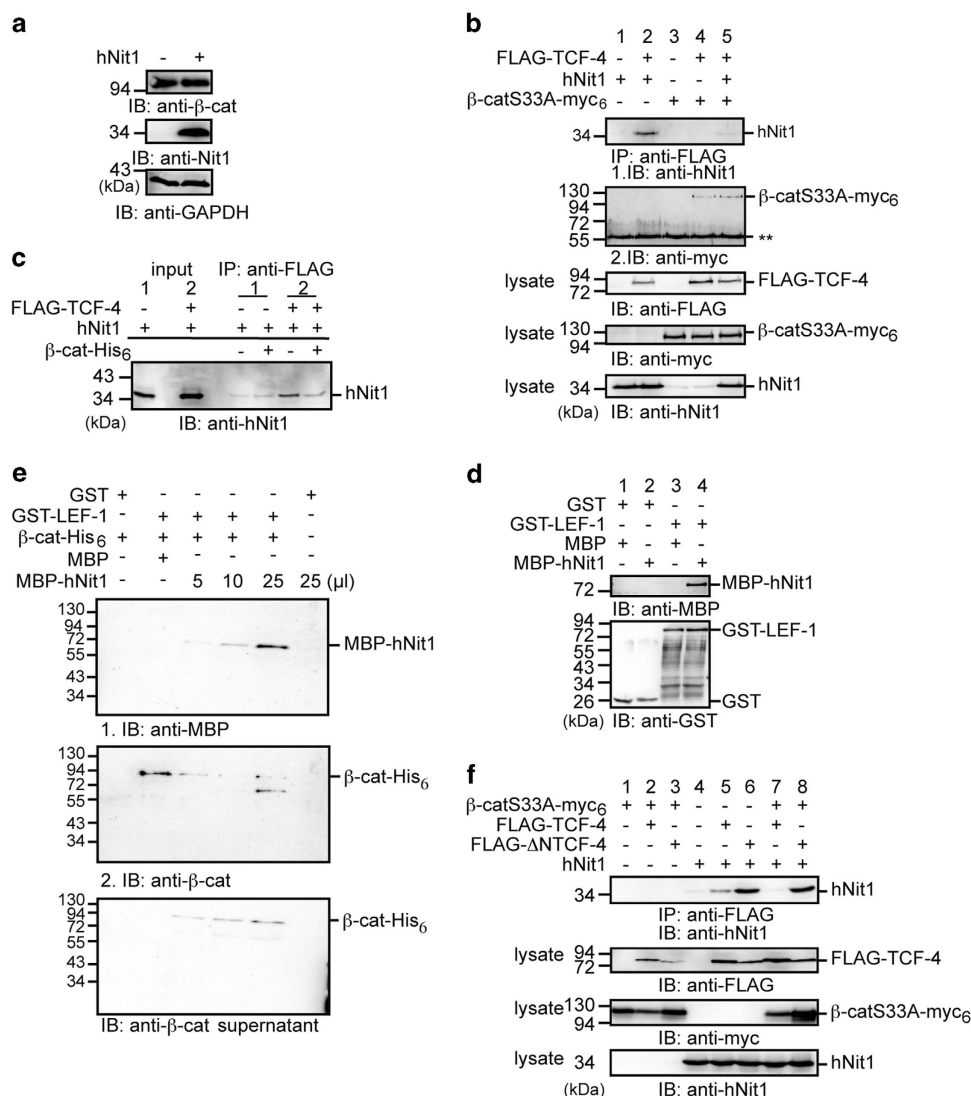 a
hNit1 - +
94
IB: anti-β-cat
34
IB: anti-Nit1
43
(kDa)
IB: anti-GAPDH
b
1 2 3 4 5
FLAG-TCF-4 - + - + +
hNit1 + + - - +
β-catS33A-myc6 - - + + +
34 hNit1
IP: anti-FLAG
1.IB: anti-hNit1
130 β-catS33A-myc6
94
72
55 **
2.IB: anti-myc
lysate 94 FLAG-TCF-4
72
IB: anti-FLAG
lysate 130 β-catS33A-myc6
94
IB: anti-myc
lysate 34 hNit1
(kDa) IB: anti-hNit1
c
input IP: anti-FLAG
1 2 1 2
FLAG-TCF-4 - + - - + +
hNit1 + + + + + +
β-cat-His6 - + - +
43
34 hNit1
(kDa) IB: anti-hNit1
e
GST + - - - - +
GST-LEF-1 - + + + + -
β-cat-His6 + + + + + -
MBP - + - - - -
MBP-hNit1 - - 5 10 25 25 (μl)
130
94
72 MBP-hNit1
55
43
34
1. IB: anti-MBP
130
94 β-cat-His6
72
55
43
34
2. IB: anti-β-cat
130
94 β-cat-His6
72
55
43
34
IB: anti-β-cat supernatant
d
1 2 3 4
GST + + - -
GST-LEF-1 - - + +
MBP + - + -
MBP-hNit1 - + - +
72 MBP-hNit1
IB: anti-MBP
94 GST-LEF-1
72
55
43
34
26 GST
(kDa) IB: anti-GST
f
1 2 3 4 5 6 7 8
β-catS33A-myc6 + + + - - - + +
FLAG-TCF-4 - + - - + - + -
FLAG-ΔNTCF-4 - - + - - + - +
hNit1 - - - + + + + +
34 hNit1
IP: anti-FLAG
IB: anti-hNit1
lysate 94 FLAG-TCF-4
72
IB: anti-FLAG
lysate 130 β-catS33A-myc6
94
IB: anti-myc
lysate 34 hNit1
(kDa) IB: anti-hNit1